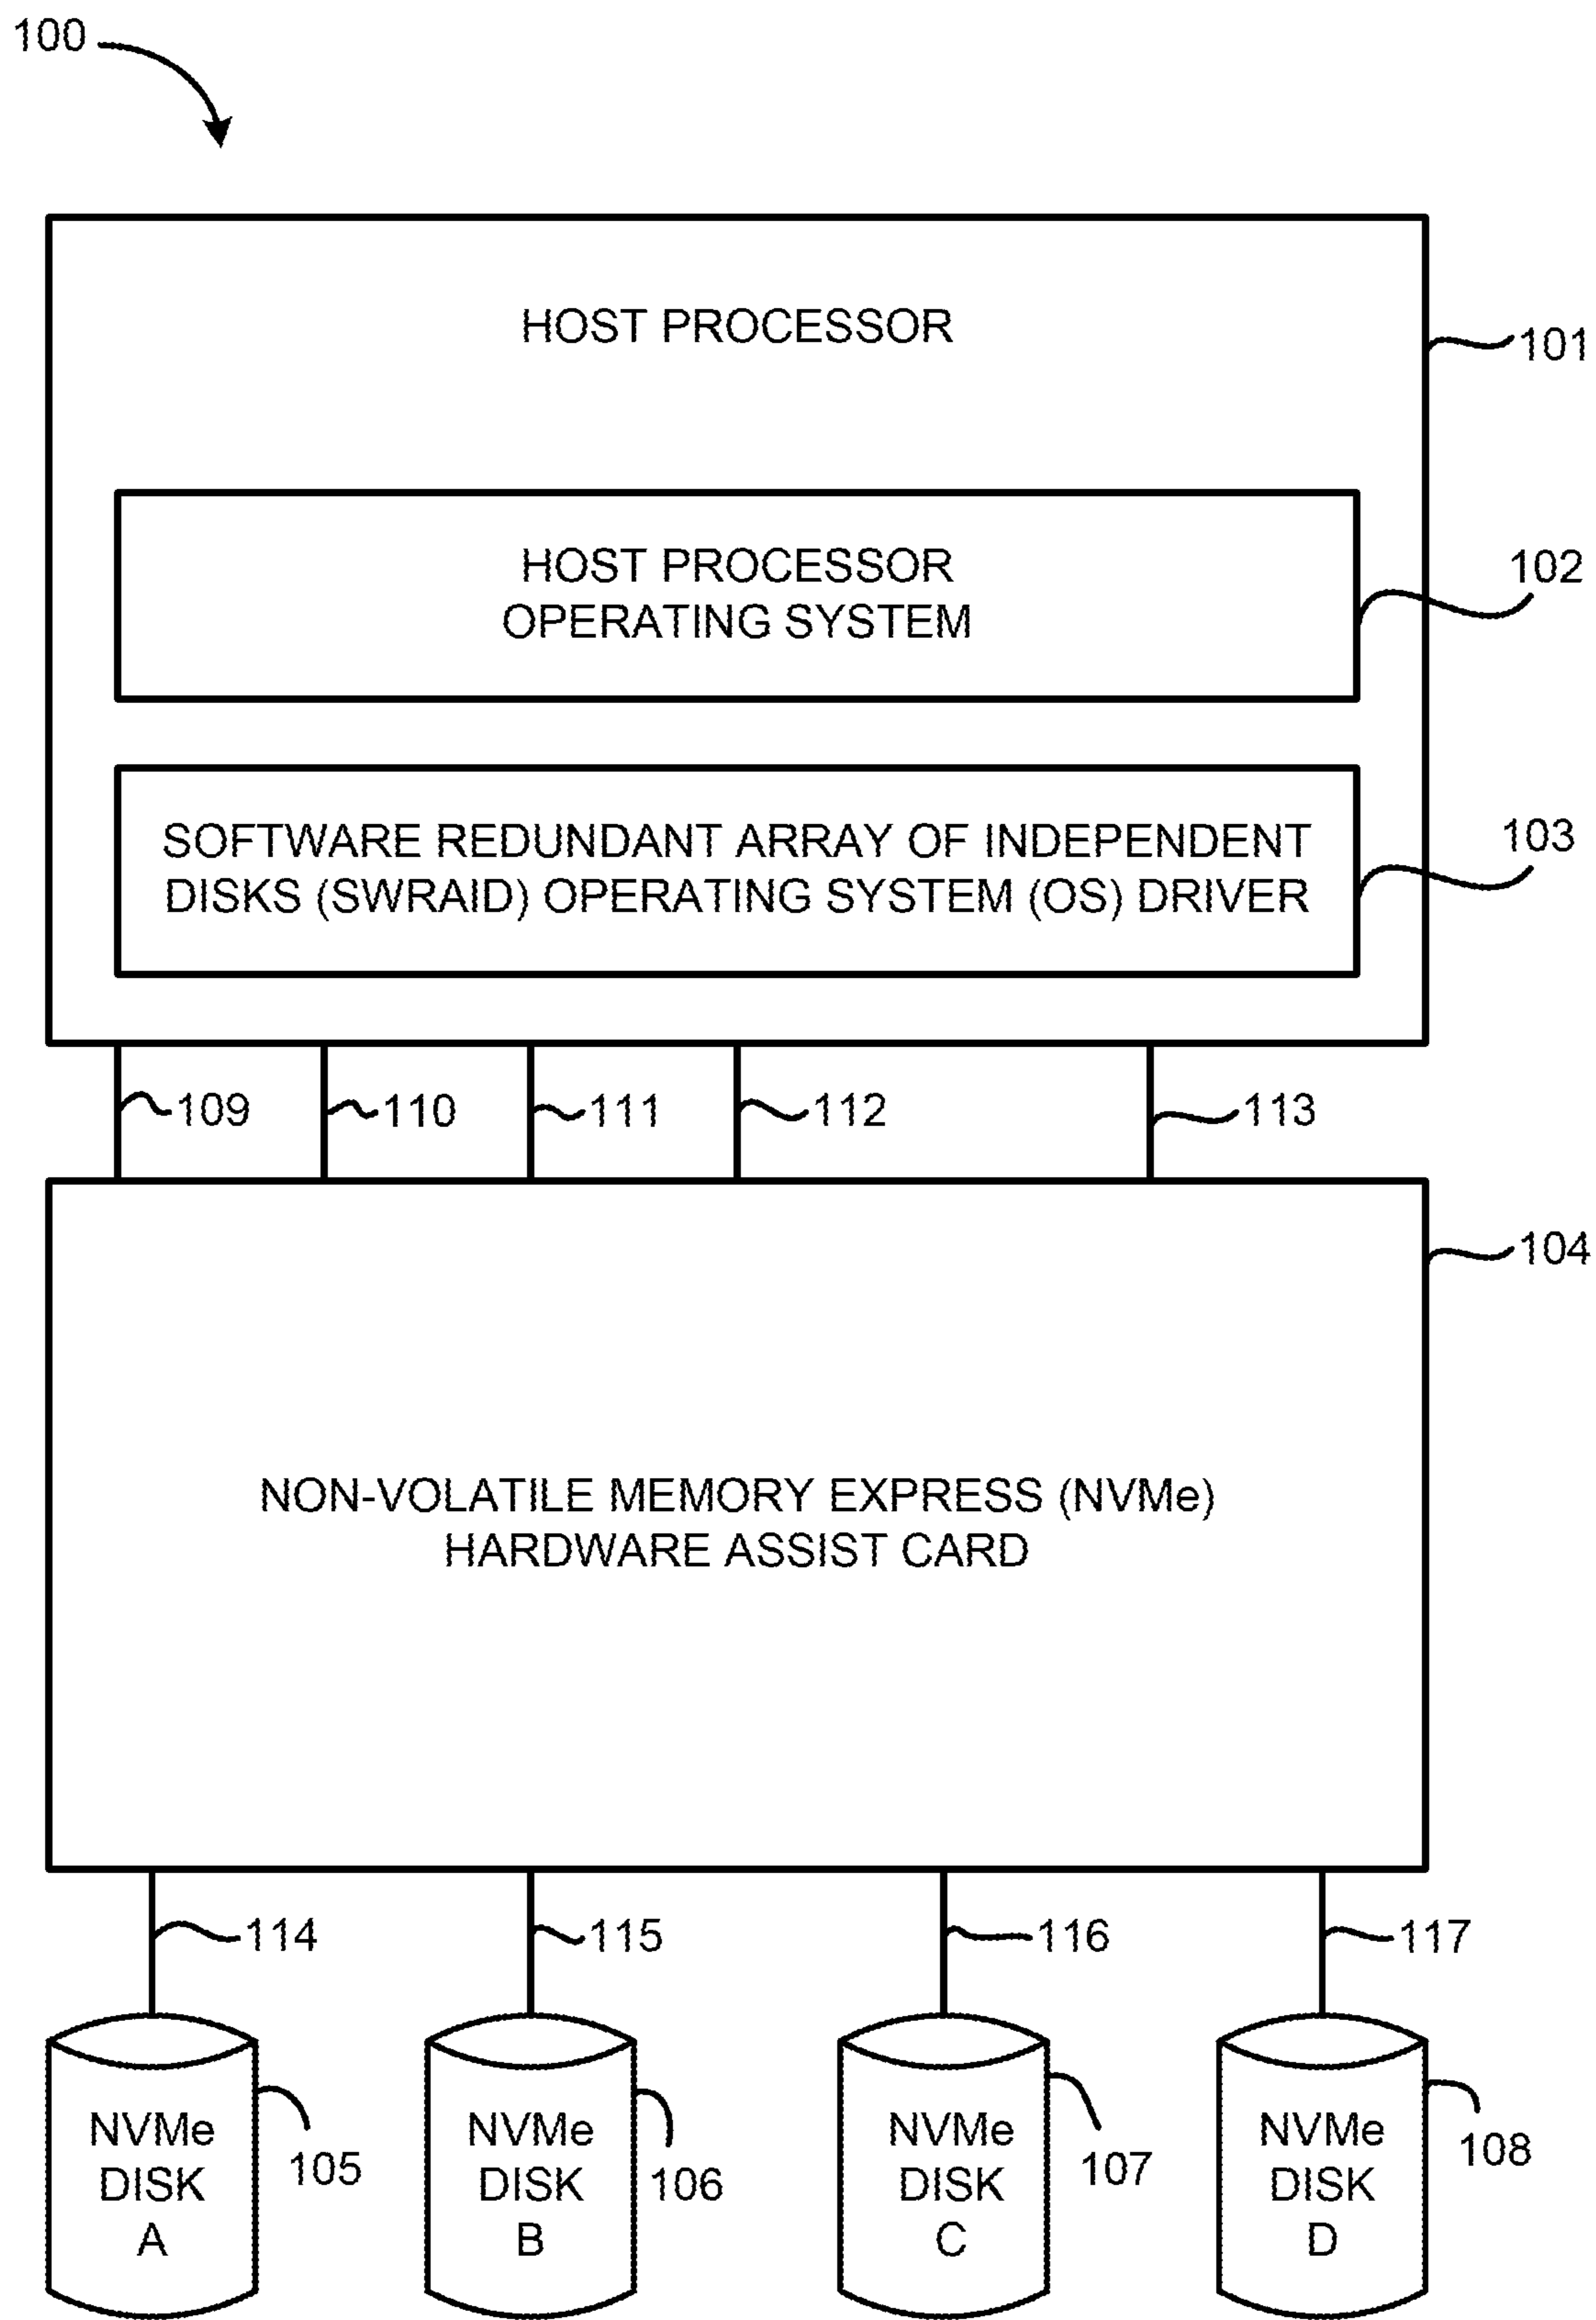 100
HOST PROCESSOR
101
HOST PROCESSOR
OPERATING SYSTEM
102
SOFTWARE REDUNDANT ARRAY OF INDEPENDENT
DISKS (SWRAID) OPERATING SYSTEM (OS) DRIVER
103
109
110
111
112
113
104
NON-VOLATILE MEMORY EXPRESS (NVMe)
HARDWARE ASSIST CARD
114
115
116
117
NVMe
DISK
A
105
NVMe
DISK
B
106
NVMe
DISK
C
107
NVMe
DISK
D
108